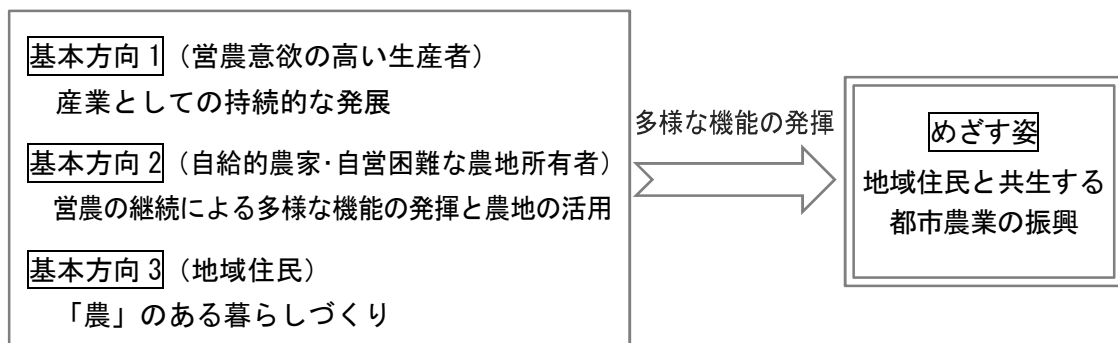 基本方向1（営農意欲の高い生産者）
産業としての持続的な発展
基本方向2（自給的農家・自営困難な農地所有者）
営農の継続による多様な機能の発揮と農地の活用
基本方向3（地域住民）
「農」のある暮らしづくり
多様な機能の発揮
めざす姿
地域住民と共生する
都市農業の振興